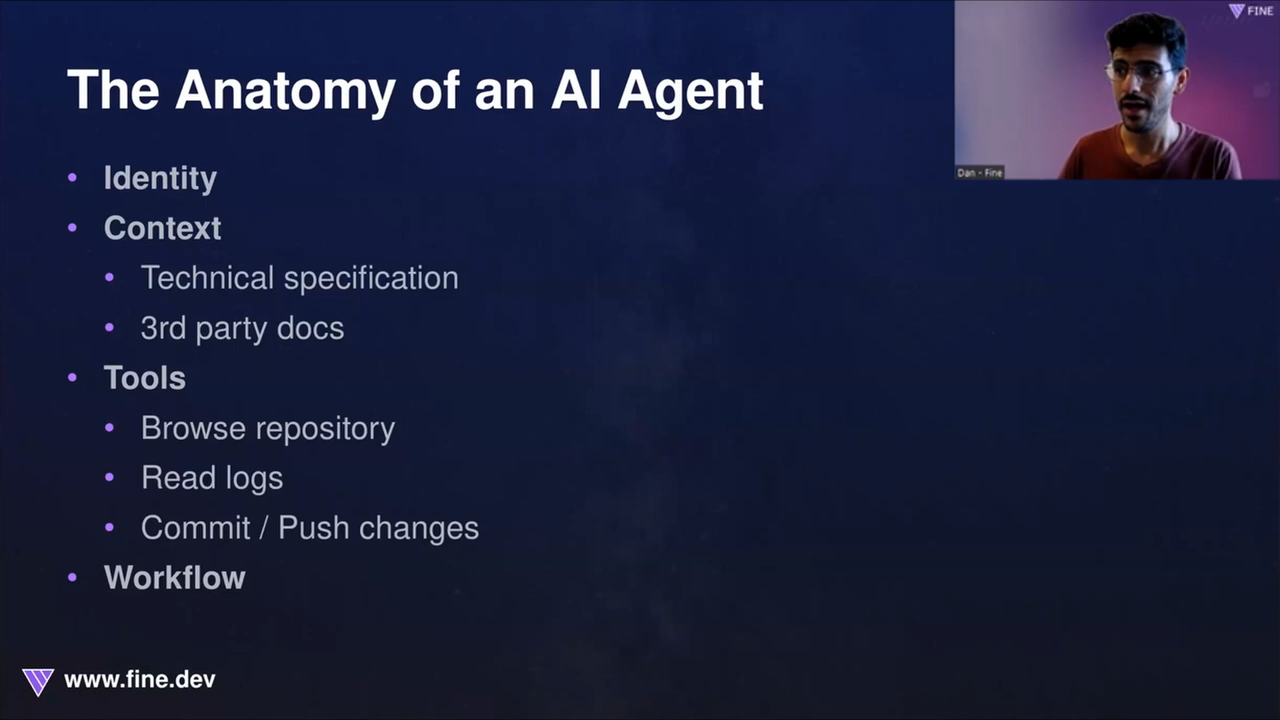 The Anatomy of an AI Agent
FINE
Dan - Fine
• Identity
• Context
• Technical specification
• 3rd party docs
• Tools
• Browse repository
• Read logs
• Commit / Push changes
• Workflow
www.fine.dev